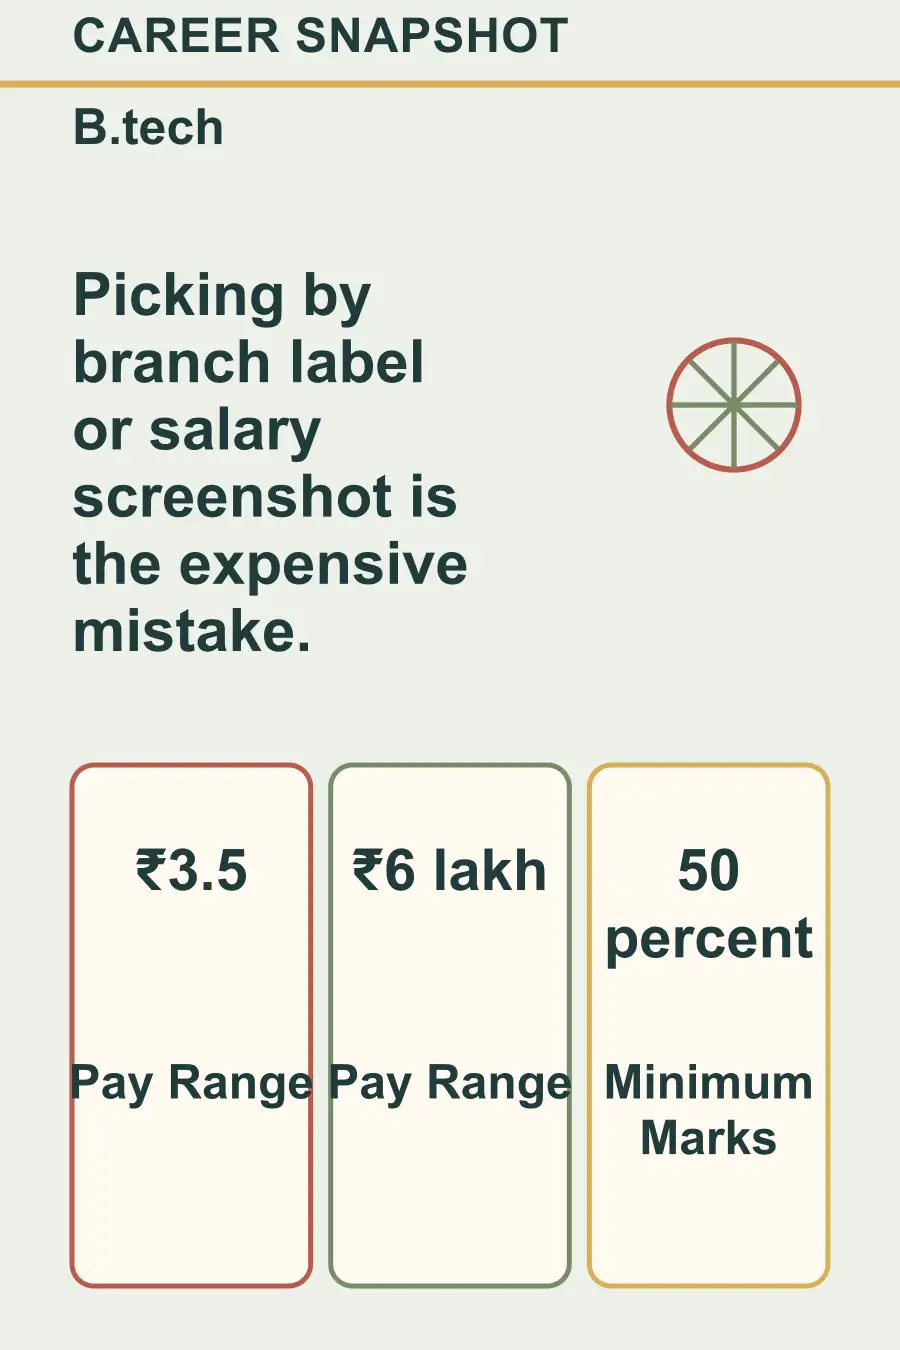 CAREER SNAPSHOT
B.tech
Picking by
branch label
or salary
screenshot is
the expensive
mistake.
₹3.5
Pay Range
₹6 lakh
Pay Range
50
percent
Minimum
Marks